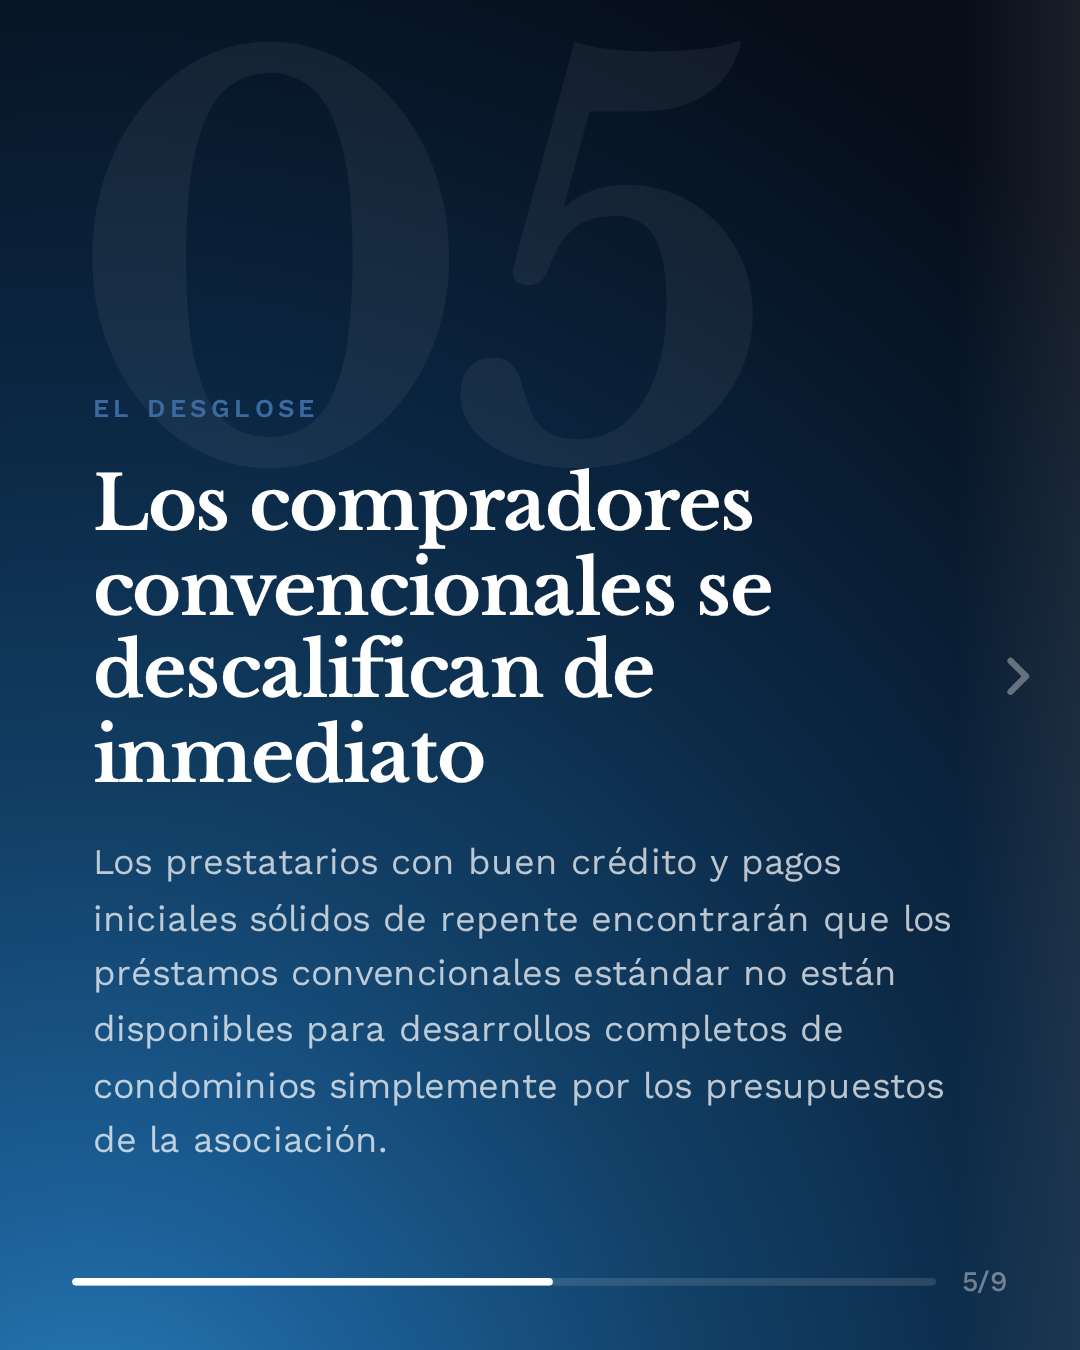 05
EL DESGLOSE
Los compradores
convencionales se
descalifican de
inmediato
Los prestatarios con buen crédito y pagos
iniciales sólidos de repente encontrarán que los
préstamos convencionales estándar no están
disponibles para desarrollos completos de
condominios simplemente por los presupuestos
de la asociación.
5/9